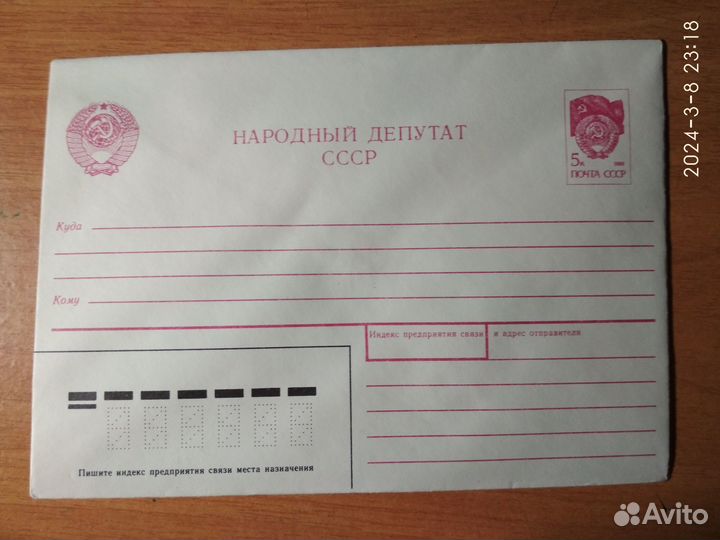 2024-3-8 23:18
НАРОДНЫЙ ДЕПУТАТ
СССР
5к
ПОЧТА СССР
Куда
Кому
Индекс предприятия связи и адрес отправителя
Пишите индекс предприятия связи места назначения
Avito